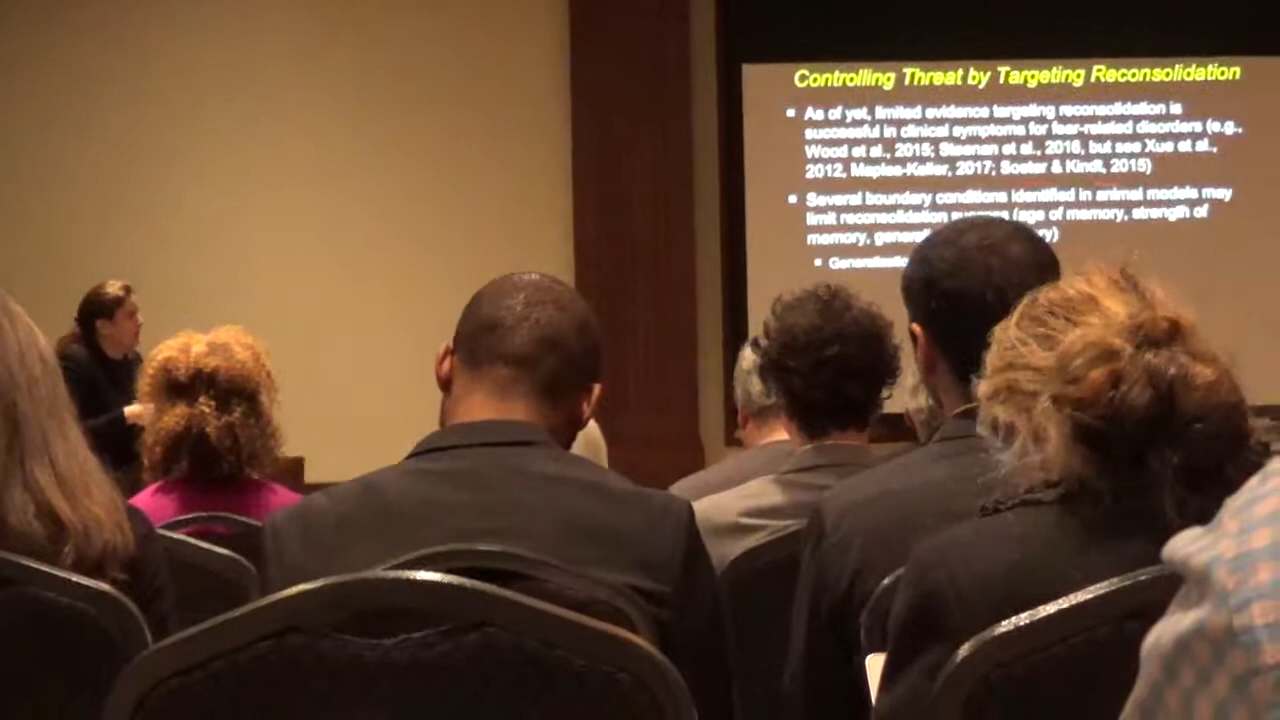 Controlling Threat by Targeting Reconsolidation
As of yet, limited evidence targeting reconsolidation is
successful in clinical symptoms for fear-related disorders (e.g.,
Wood et al., 2015; Steenen et al., 2016, but see Xue et al.,
2012, Maples-Keller, 2017; Soeter & Kindt, 2015)
Several boundary conditions identified in animal models may
limit reconsolidation (age of memory, strength of
memory,